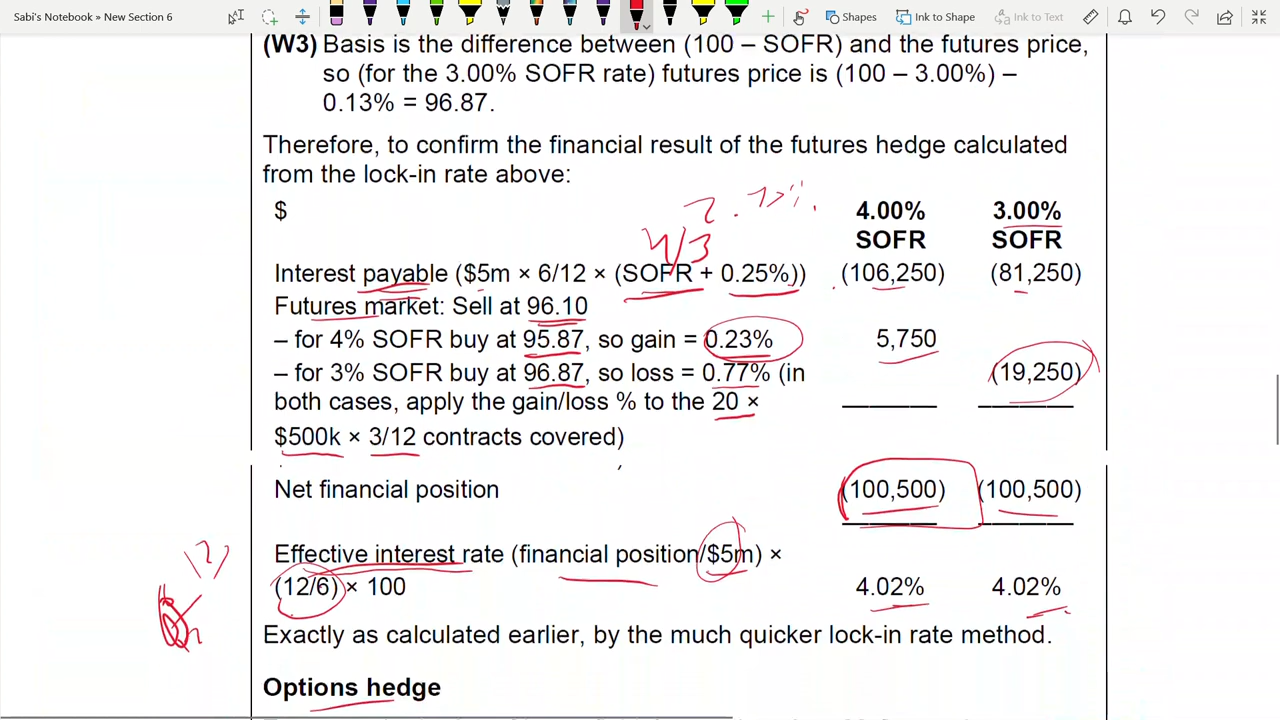 Sabi's Notebook » New Section 6
Shapes Ink to Shape Ink to Text
(W3) Basis is the difference between (100 – SOFR) and the futures price,
so (for the 3.00% SOFR rate) futures price is (100 – 3.00%) –
0.13% = 96.87.
Therefore, to confirm the financial result of the futures hedge calculated
from the lock-in rate above:
$ 4.00% 3.00%
SOFR SOFR
4/3
Interest payable ($5m × 6/12 × (SOFR + 0.25%)) (106,250) (81,250)
Futures market: Sell at 96.10
– for 4% SOFR buy at 95.87, so gain = 0.23% 5,750
– for 3% SOFR buy at 96.87, so loss = 0.77% (in (19,250)
both cases, apply the gain/loss % to the 20 ×
$500k × 3/12 contracts covered)
Net financial position (100,500) (100,500)
Effective interest rate (financial position/$5m) ×
(12/6) × 100 4.02% 4.02%
Exactly as calculated earlier, by the much quicker lock-in rate method.
Options hedge